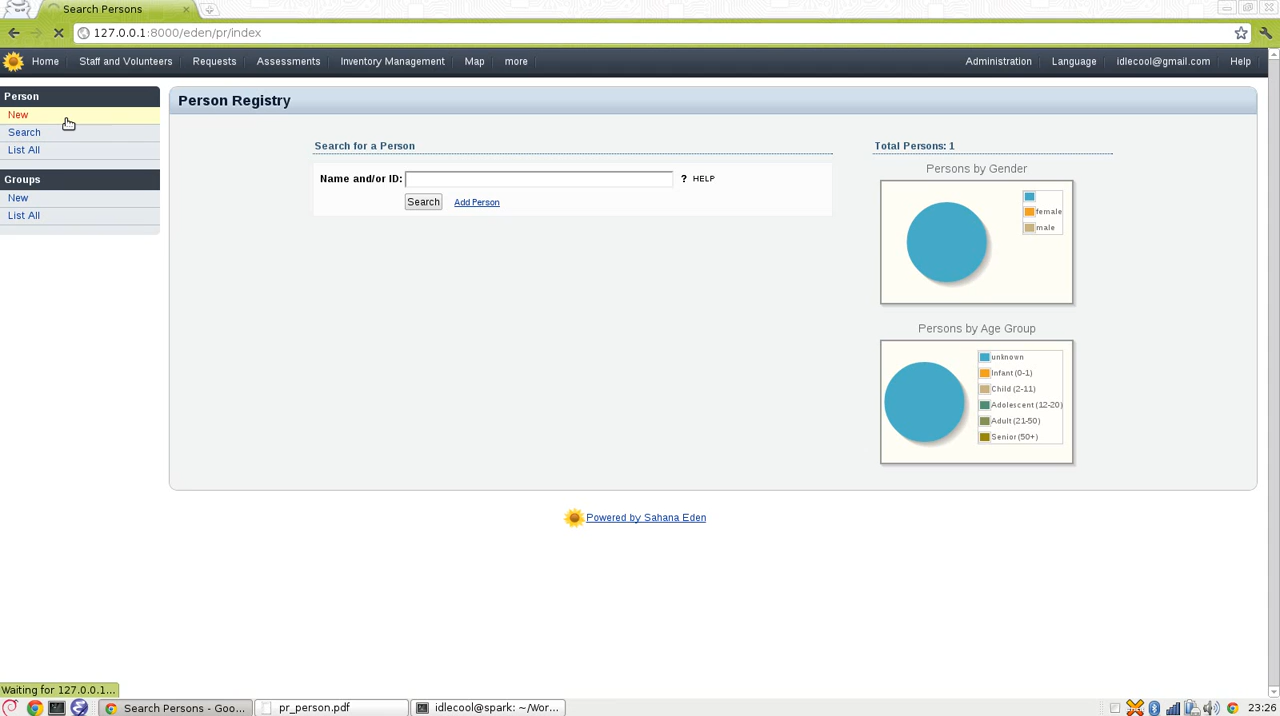 Search Persons
127.0.0.1:8000/eden/pr/index
Home Staff and Volunteers Requests Assessments Inventory Management Map more Administration Language idlecool@gmail.com Help
Person
New
Search
List All
Groups
New
List All
Person Registry
Search for a Person
Name and/or ID: ? HELP
Search Add Person
Total Persons: 1
Persons by Gender
female
male
Persons by Age Group
unknown
Infant (0-1)
Child (2-11)
Adolescent (12-20)
Adult (21-50)
Senior (50+)
Powered by Sahana Eden
Waiting for 127.0.0.1...
Search Persons - Goo... pr_person.pdf idlecool@spark: ~/Wor... 23:26